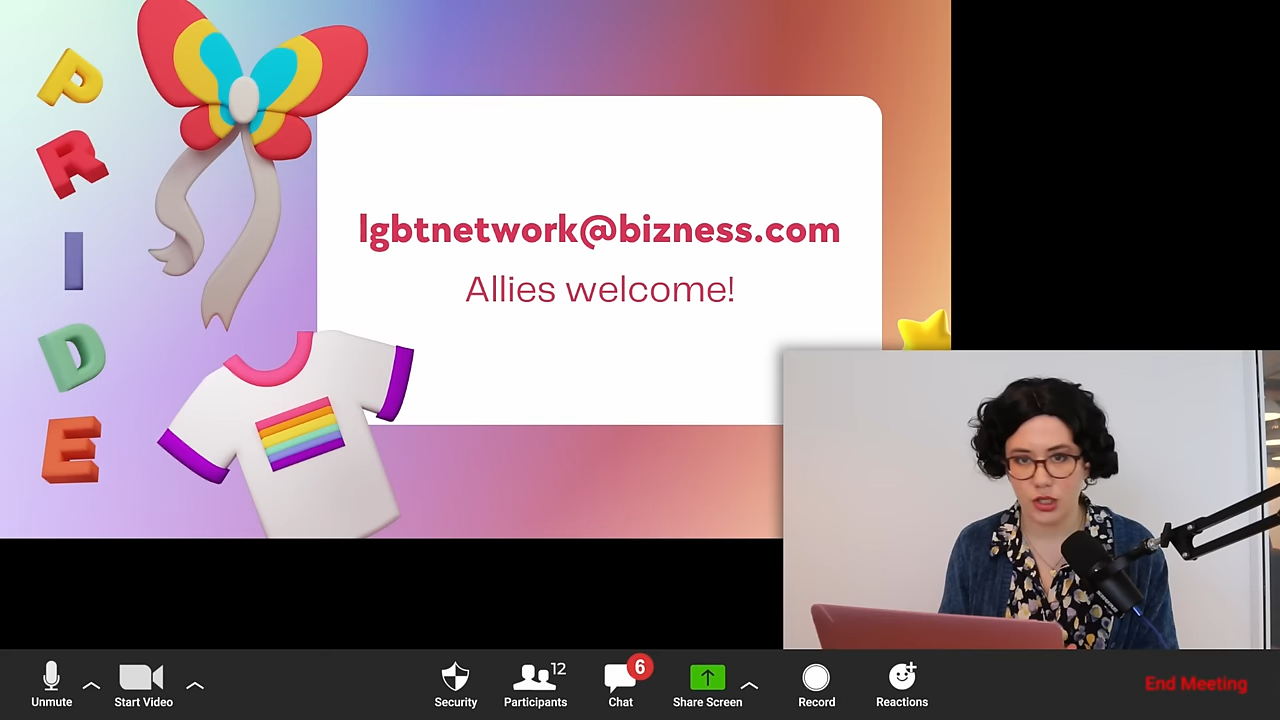 PRIDE
lgbtnetwork@bizness.com
Allies welcome!
Unmute
Start Video
Security
12
Participants
6
Chat
Share Screen
Record
Reactions
End Meeting